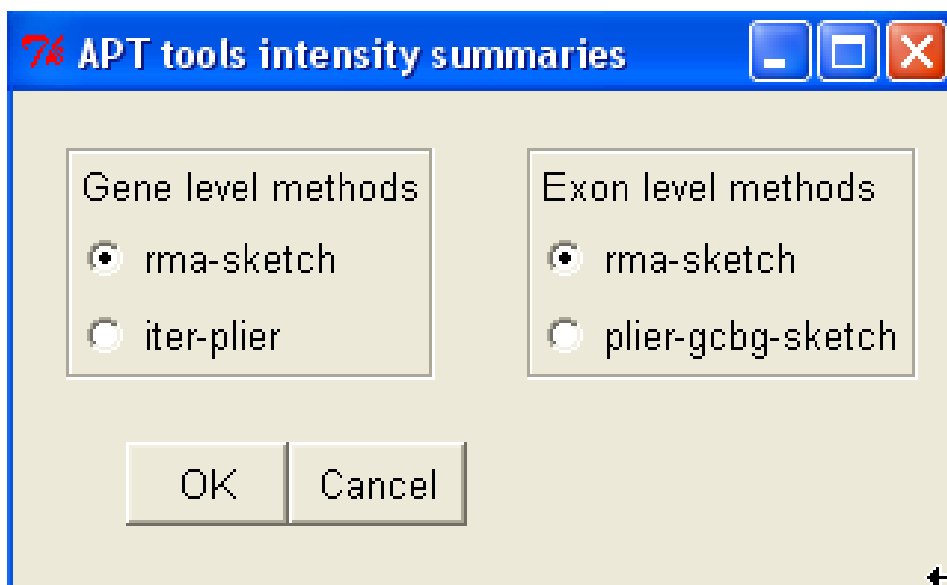 APT tools intensity summaries
Gene level methods
rma-sketch
iter-plier
Exon level methods
rma-sketch
plier-gcbg-sketch
OK
Cancel